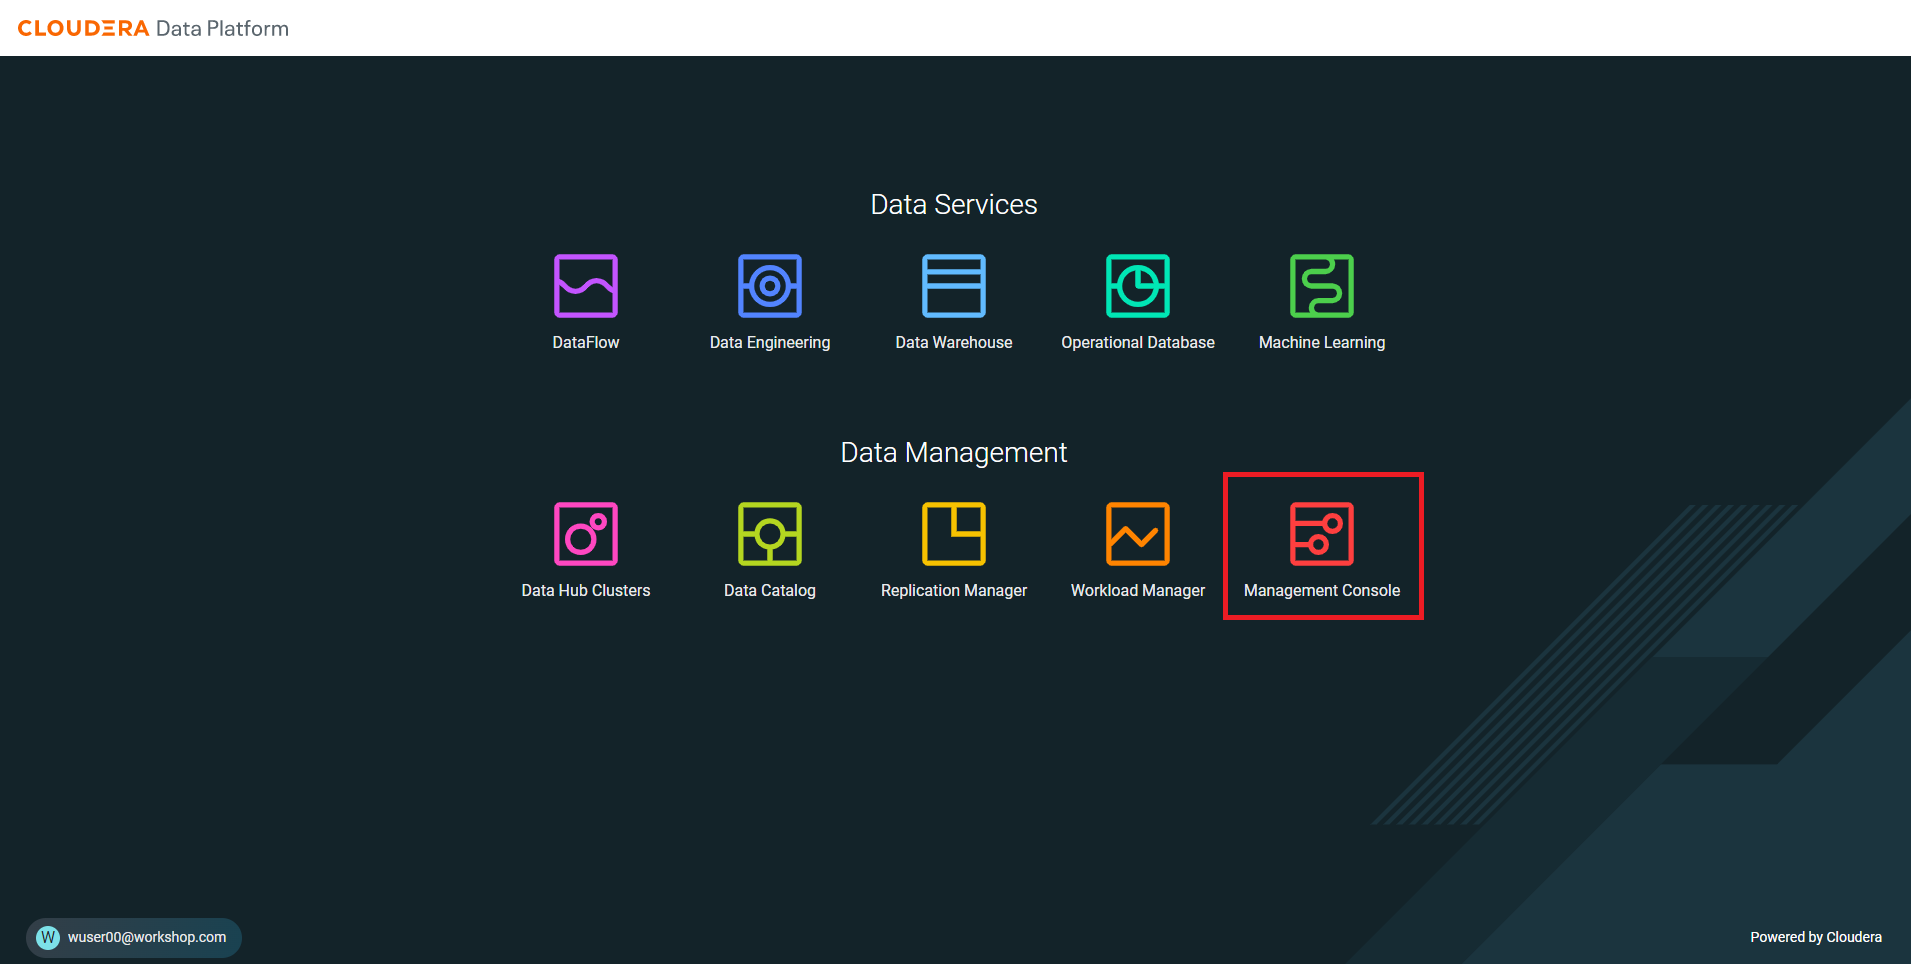 CLOUDERA Data Platform
Data Services
DataFlow
Data Engineering
Data Warehouse
Operational Database
Machine Learning
Data Management
Data Hub Clusters
Data Catalog
Replication Manager
Workload Manager
Management Console
W wuser00@workshop.com
Powered by Cloudera